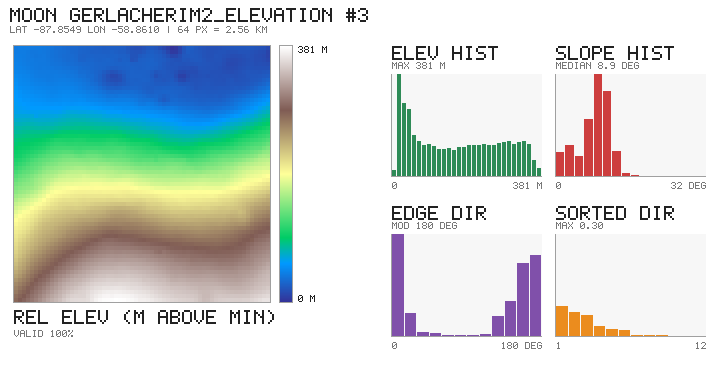 MOON GERLACHERIM2_ELEVATION #3
LAT -87.8549 LON -58.8610 | 64 PX = 2.56 KM
381 M
0 M
REL ELEV (M ABOVE MIN)
VALID 100%
ELEV HIST
MAX 381 M
0 381 M
SLOPE HIST
MEDIAN 8.9 DEG
0 32 DEG
EDGE DIR
MOD 180 DEG
0 180 DEG
SORTED DIR
MAX 0.30
1 12